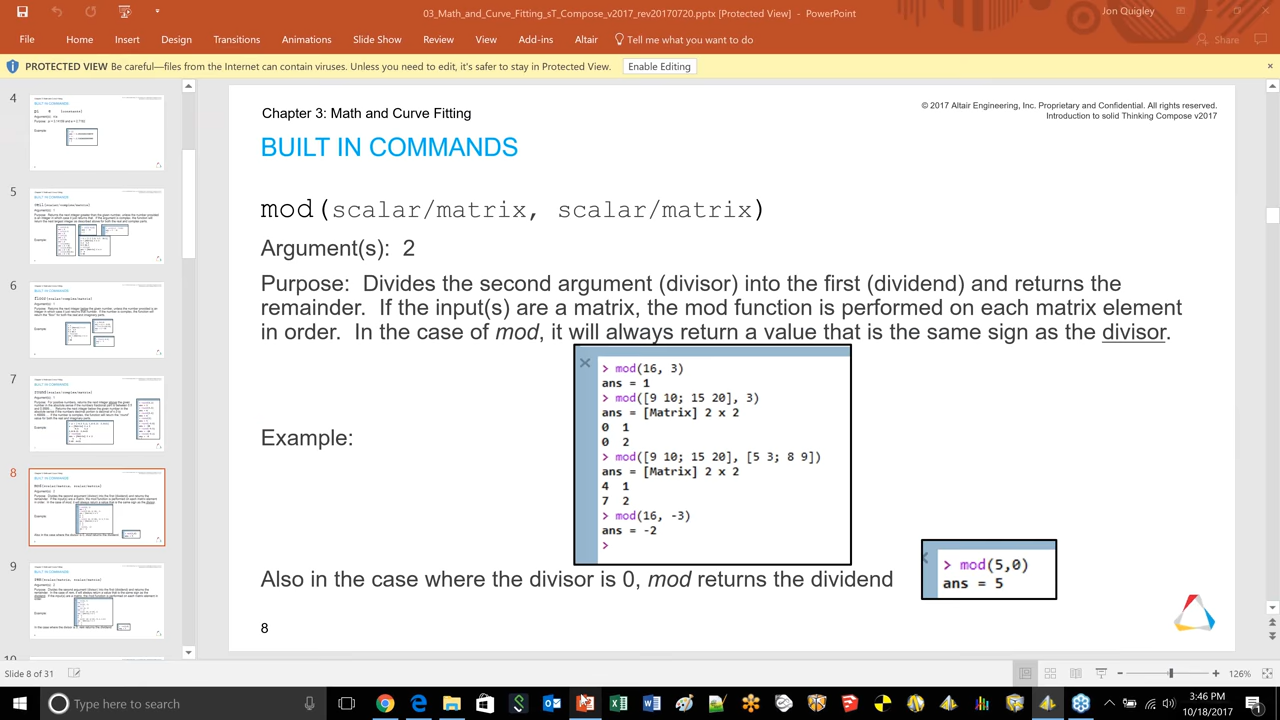 03_Math_and_Curve_Fitting_sT_Compose_v2017_rev20170720.pptx [Protected View] - PowerPoint
Jon Quigley
File Home Insert Design Transitions Animations Slide Show Review View Add-ins Altair Tell me what you want to do Share
PROTECTED VIEW Be careful—files from the Internet can contain viruses. Unless you need to edit, it's safer to stay in Protected View. Enable Editing
4
5
6
7
8
9
10
Chapter 3: Math and Curve Fitting
© 2017 Altair Engineering, Inc. Proprietary and Confidential. All rights reserved.
Introduction to solid Thinking Compose v2017
BUILT IN COMMANDS
mod(scalar/matrix, scalar/matrix)
Argument(s): 2
Purpose: Divides the second argument (divisor) into the first (dividend) and returns the
remainder. If the input(s) are a matrix, the mod function is performed on each matrix element
in order. In the case of mod, it will always return a value that is the same sign as the divisor.
Example:
> mod(16, 3)
ans = 1
> mod([9 10; 15 20], 3)
ans = [Matrix] 2 x 2
0 1
0 2
> mod([9 10; 15 20], [5 3; 8 9])
ans = [Matrix] 2 x 2
4 1
7 2
> mod(16, -3)
ans = -2
>
Also in the case where the divisor is 0, mod returns the dividend
> mod(5,0)
ans = 5
8
Slide 8 of 31
126%
Type here to search
3:46 PM
10/18/2017